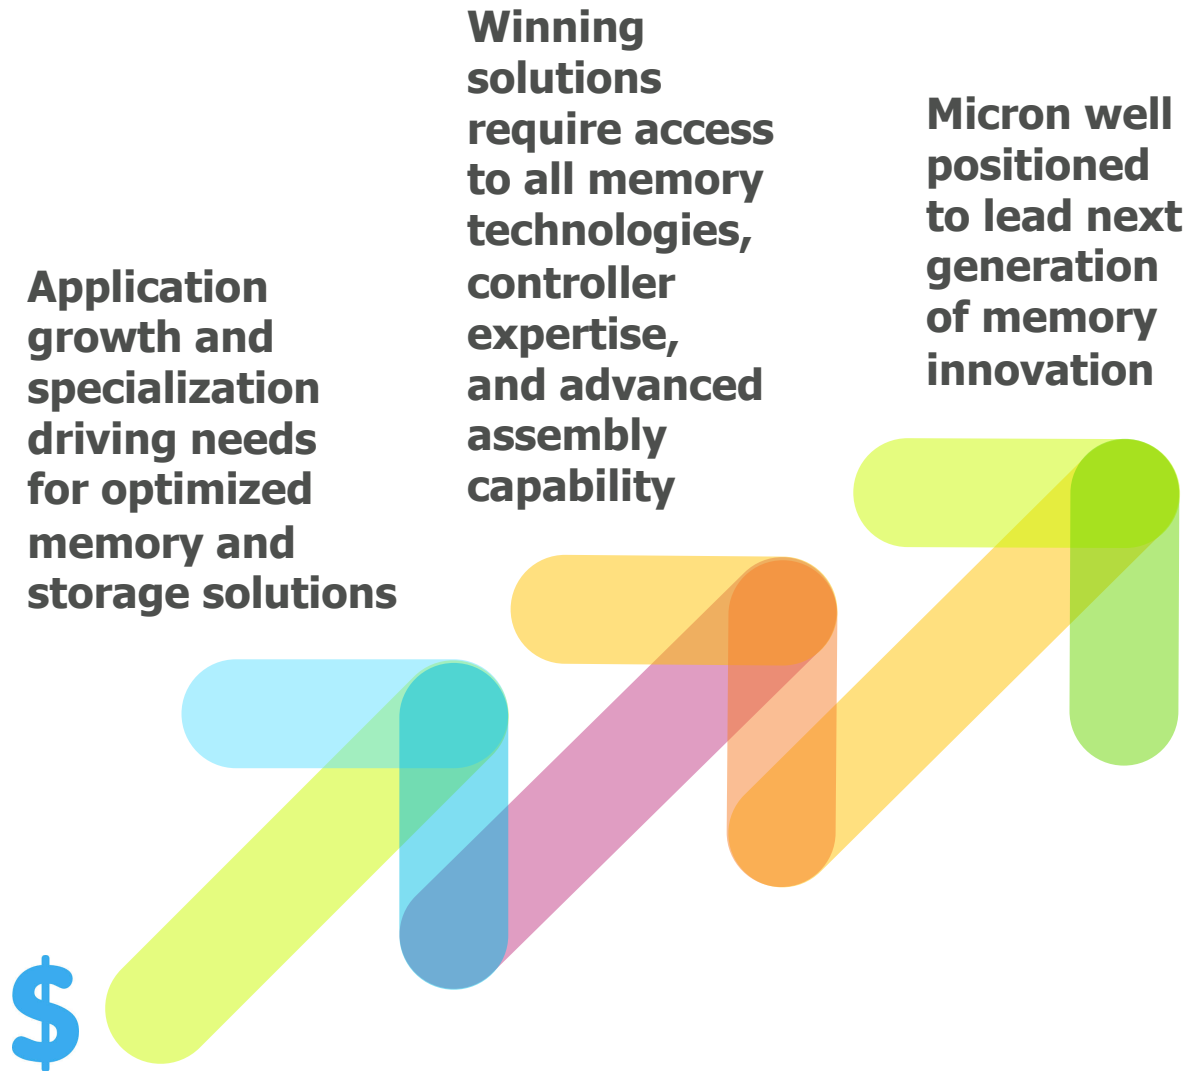 Application
growth and
specialization
driving needs
for optimized
memory and
storage solutions
Winning
solutions
require access
to all memory
technologies,
controller
expertise,
and advanced
assembly
capability
Micron well
positioned
to lead next
generation
of memory
innovation
$